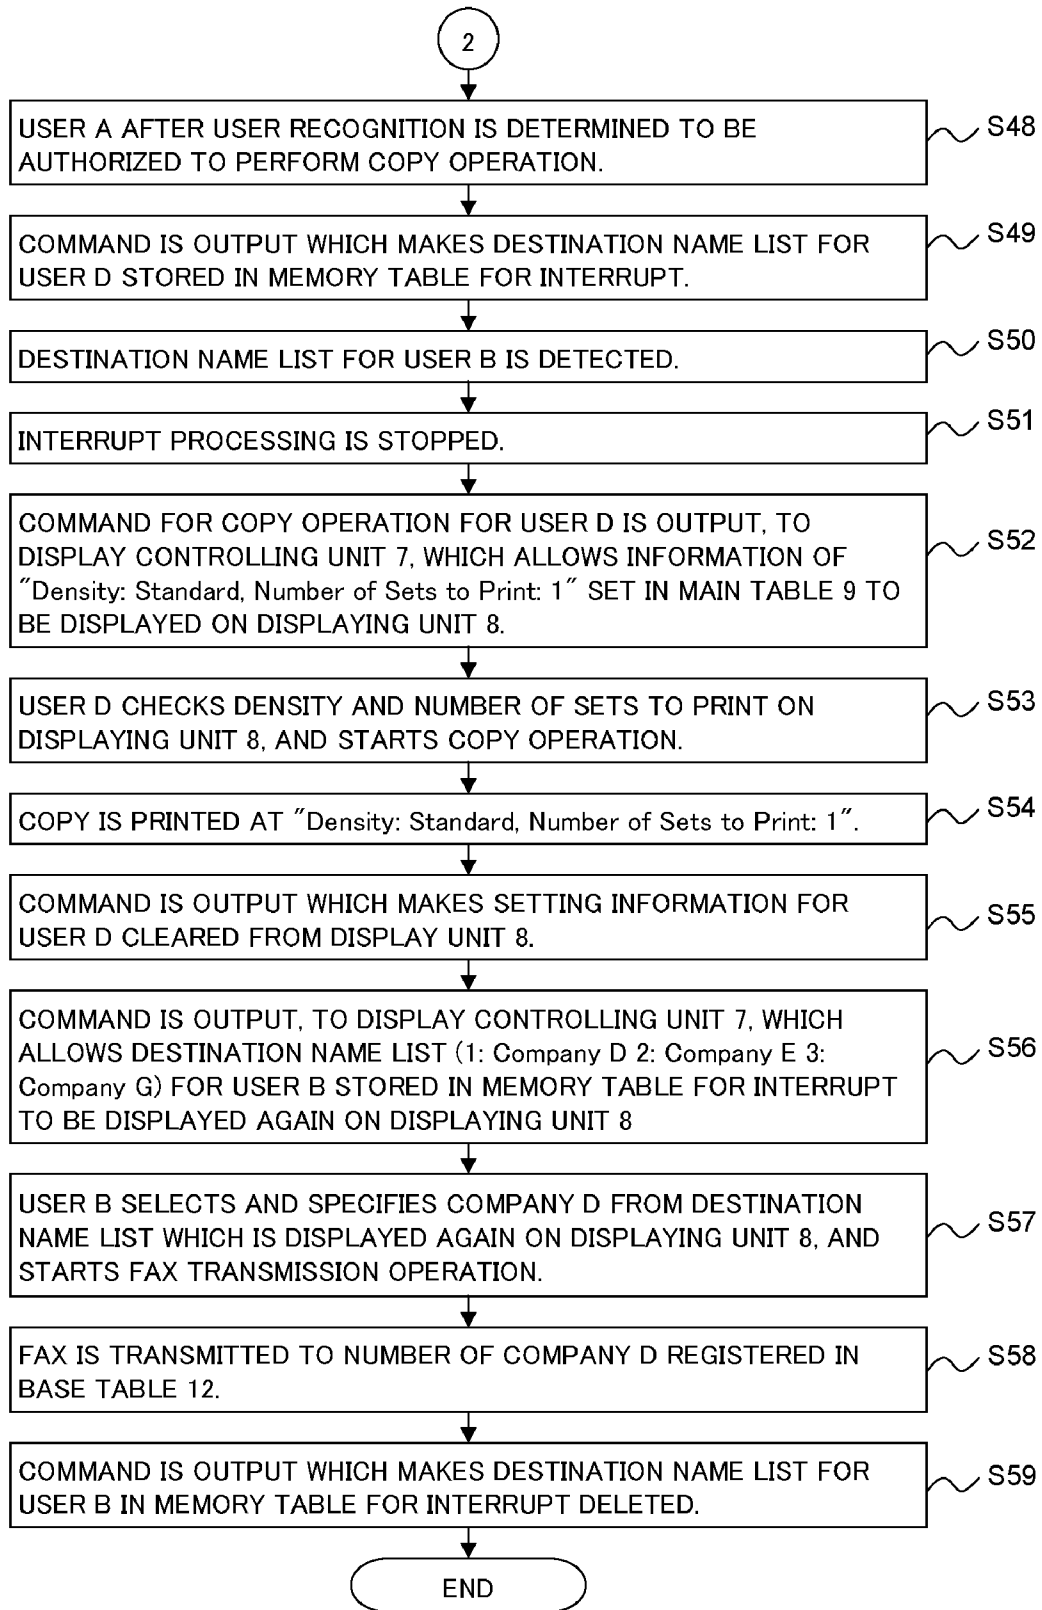 2
USER A AFTER USER RECOGNITION IS DETERMINED TO BE
AUTHORIZED TO PERFORM COPY OPERATION.
S48
COMMAND IS OUTPUT WHICH MAKES DESTINATION NAME LIST FOR
USER D STORED IN MEMORY TABLE FOR INTERRUPT.
S49
DESTINATION NAME LIST FOR USER B IS DETECTED.
S50
INTERRUPT PROCESSING IS STOPPED.
S51
COMMAND FOR COPY OPERATION FOR USER D IS OUTPUT, TO
DISPLAY CONTROLLING UNIT 7, WHICH ALLOWS INFORMATION OF
"Density: Standard, Number of Sets to Print: 1" SET IN MAIN TABLE 9 TO
BE DISPLAYED ON DISPLAYING UNIT 8.
S52
USER D CHECKS DENSITY AND NUMBER OF SETS TO PRINT ON
DISPLAYING UNIT 8, AND STARTS COPY OPERATION.
S53
COPY IS PRINTED AT "Density: Standard, Number of Sets to Print: 1".
S54
COMMAND IS OUTPUT WHICH MAKES SETTING INFORMATION FOR
USER D CLEARED FROM DISPLAY UNIT 8.
S55
COMMAND IS OUTPUT, TO DISPLAY CONTROLLING UNIT 7, WHICH
ALLOWS DESTINATION NAME LIST (1: Company D 2: Company E 3:
Company G) FOR USER B STORED IN MEMORY TABLE FOR INTERRUPT
TO BE DISPLAYED AGAIN ON DISPLAYING UNIT 8
S56
USER B SELECTS AND SPECIFIES COMPANY D FROM DESTINATION
NAME LIST WHICH IS DISPLAYED AGAIN ON DISPLAYING UNIT 8, AND
STARTS FAX TRANSMISSION OPERATION.
S57
FAX IS TRANSMITTED TO NUMBER OF COMPANY D REGISTERED IN
BASE TABLE 12.
S58
COMMAND IS OUTPUT WHICH MAKES DESTINATION NAME LIST FOR
USER B IN MEMORY TABLE FOR INTERRUPT DELETED.
S59
END